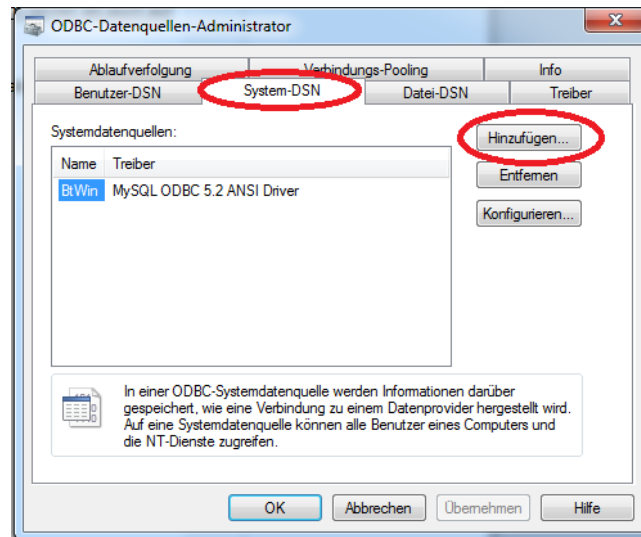 ODBC-Datenquellen-Administrator
Ablaufverfolgung Verbindungs-Pooling Info
Benutzer-DSN System-DSN Datei-DSN Treiber
Systemdatenquellen:
Hinzufügen...
Name Treiber
Entfernen
BtWin MySQL ODBC 5.2 ANSI Driver
Konfigurieren...
In einer ODBC-Systemdatenquelle werden Informationen darüber
gespeichert, wie eine Verbindung zu einem Datenprovider hergestellt wird.
Auf eine Systemdatenquelle können alle Benutzer eines Computers und
die NT-Dienste zugreifen.
OK Abbrechen Übernehmen Hilfe